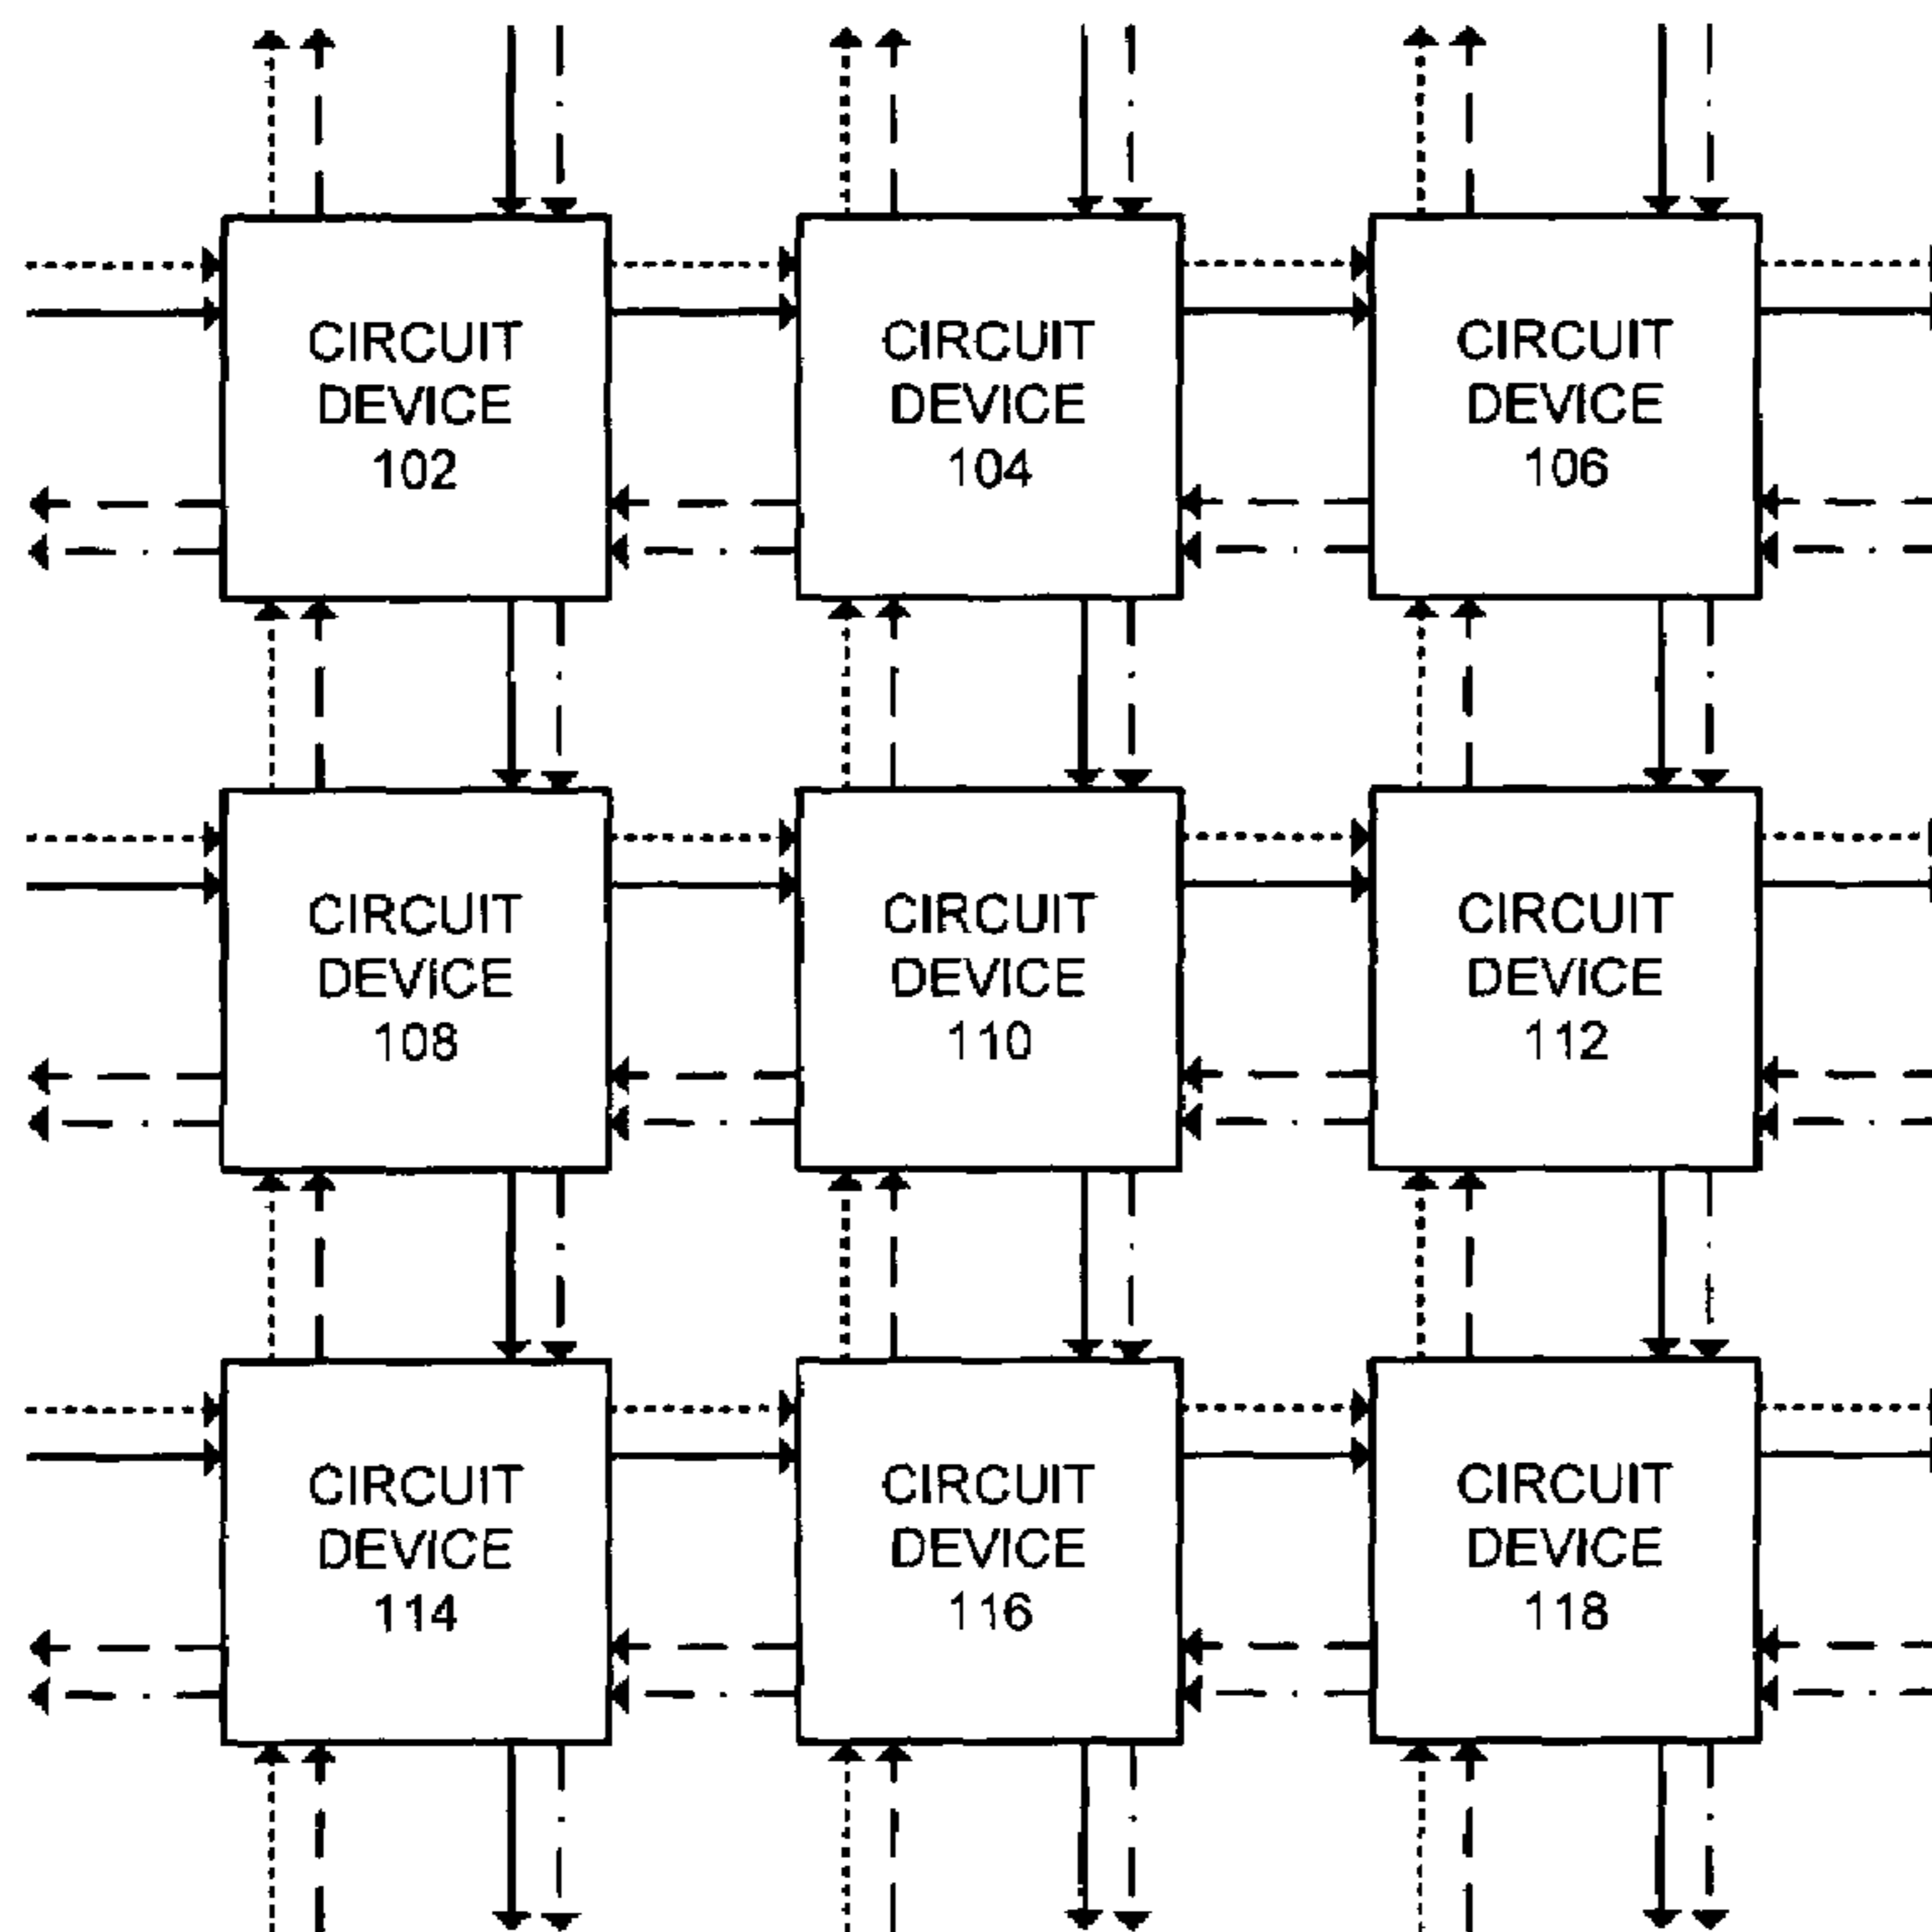 CIRCUIT
DEVICE
102
CIRCUIT
DEVICE
104
CIRCUIT
DEVICE
106
CIRCUIT
DEVICE
108
CIRCUIT
DEVICE
110
CIRCUIT
DEVICE
112
CIRCUIT
DEVICE
114
CIRCUIT
DEVICE
116
CIRCUIT
DEVICE
118